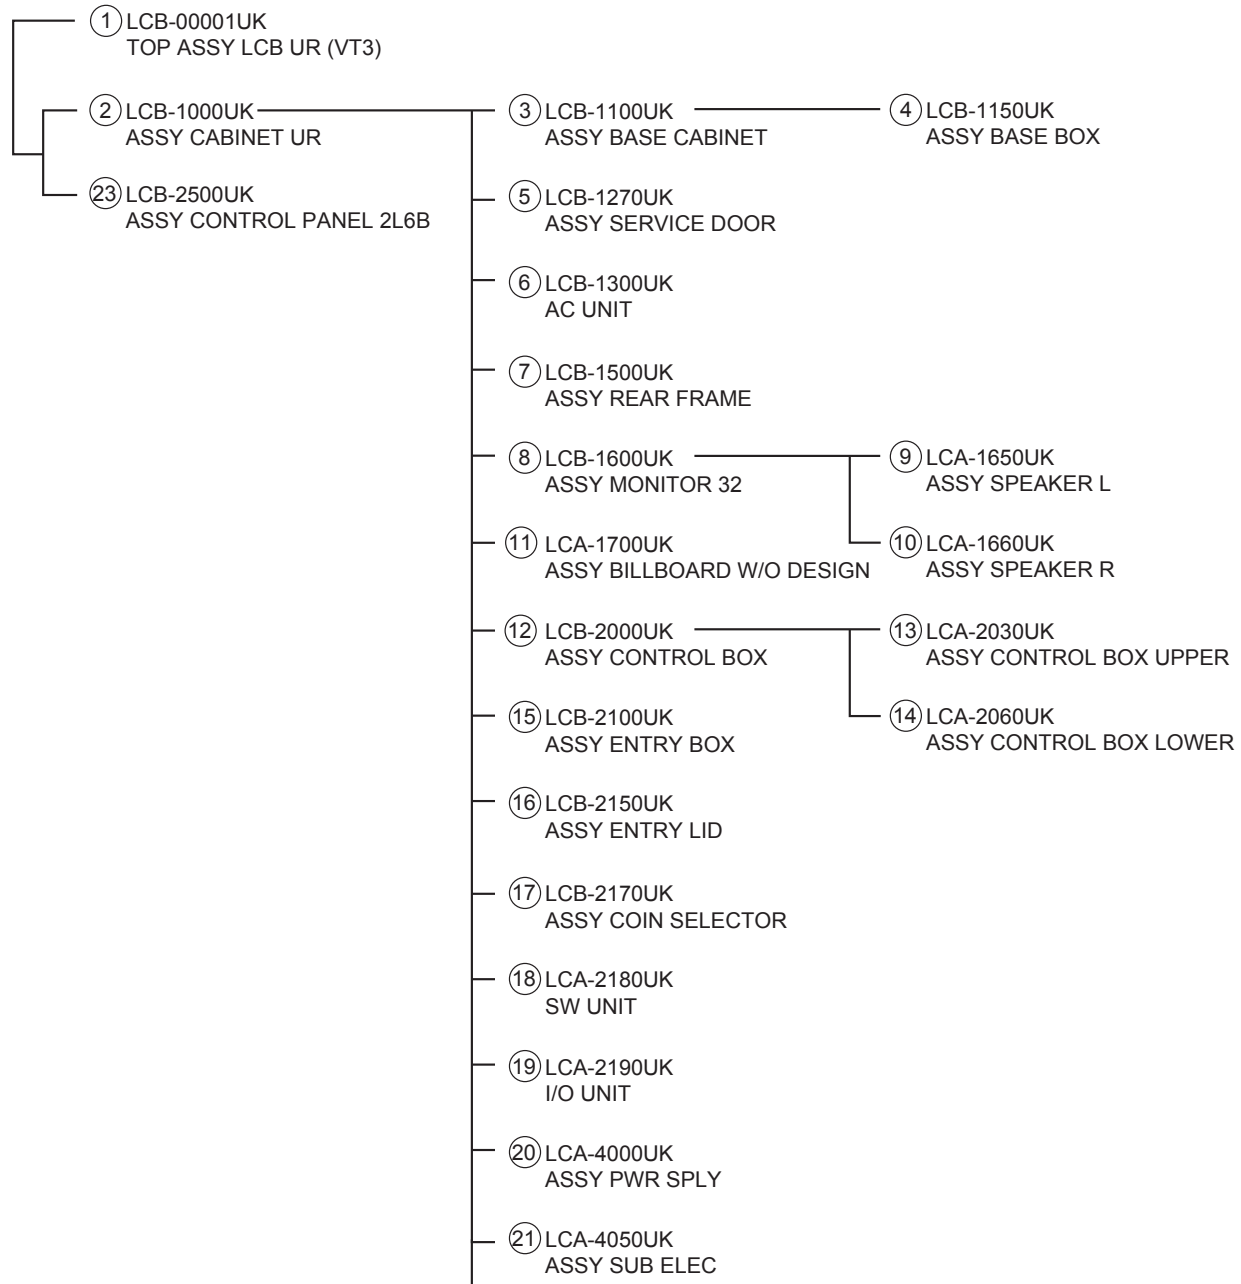 1 LCB-00001UK
TOP ASSY LCB UR (VT3)
2 LCB-1000UK
ASSY CABINET UR
3 LCB-1100UK
ASSY BASE CABINET
4 LCB-1150UK
ASSY BASE BOX
23 LCB-2500UK
ASSY CONTROL PANEL 2L6B
5 LCB-1270UK
ASSY SERVICE DOOR
6 LCB-1300UK
AC UNIT
7 LCB-1500UK
ASSY REAR FRAME
8 LCB-1600UK
ASSY MONITOR 32
9 LCA-1650UK
ASSY SPEAKER L
10 LCA-1660UK
ASSY SPEAKER R
11 LCA-1700UK
ASSY BILLBOARD W/O DESIGN
12 LCB-2000UK
ASSY CONTROL BOX
13 LCA-2030UK
ASSY CONTROL BOX UPPER
14 LCA-2060UK
ASSY CONTROL BOX LOWER
15 LCB-2100UK
ASSY ENTRY BOX
16 LCB-2150UK
ASSY ENTRY LID
17 LCB-2170UK
ASSY COIN SELECTOR
18 LCA-2180UK
SW UNIT
19 LCA-2190UK
I/O UNIT
20 LCA-4000UK
ASSY PWR SPLY
21 LCA-4050UK
ASSY SUB ELEC